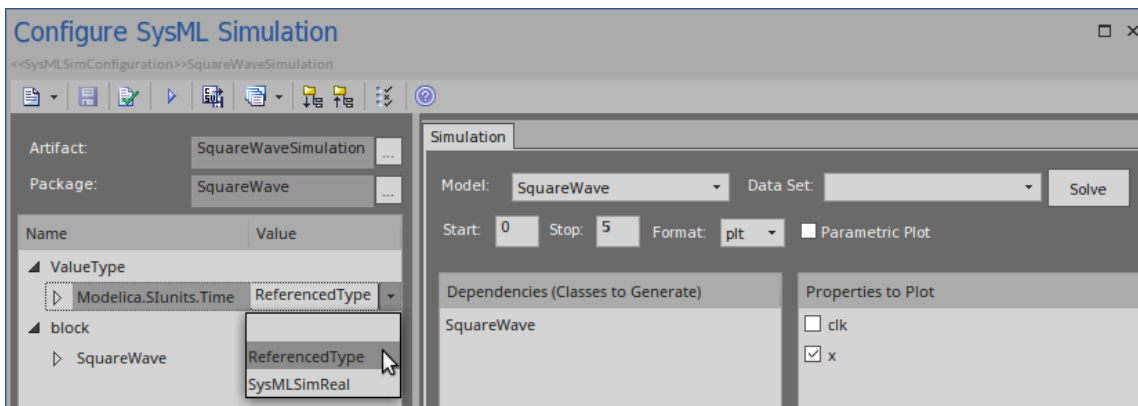 Configure SysML Simulation
<<SysMLSimConfiguration>>SquareWaveSimulation
Artifact: SquareWaveSimulation ...
Package: SquareWave ...
Name Value
ValueType
Modelica.SIunits.Time ReferencedType
block
SquareWave
ReferencedType
SysMLSimReal
Simulation
Model: SquareWave Data Set: Solve
Start: 0 Stop: 5 Format: plt Parametric Plot
Dependencies (Classes to Generate)
SquareWave
Properties to Plot
clk
x